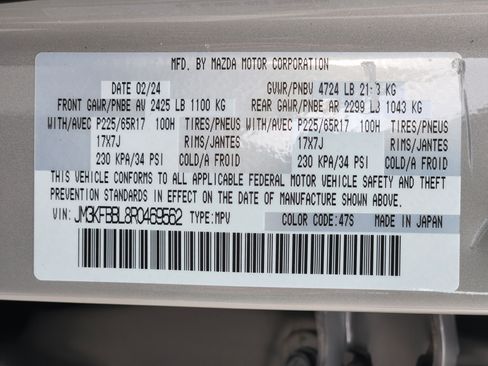 MFD. BY MAZDA MOTOR CORPORATION
DATE 02/24 GVWR/PNBV 4724 LB 2143 KG
FRONT GAWR/PNBE AV 2425 LB 1100 KG REAR GAWR/PNBE AR 2299 LB 1043 KG
WITH/AVEC P225/65R17 100H TIRES/PNEUS WITH/AVEC P225/65R17 100H TIRES/PNEUS
17X7J RIMS/JANTES 17X7J RIMS/JANTES
230 KPA/34 PSI COLD/A FROID 230 KPA/34 PSI COLD/A FROID
THIS VEHICLE CONFORMS TO ALL APPLICABLE FEDERAL MOTOR VEHICLE SAFETY AND THEFT
PREVENTION STANDARDS IN EFFECT ON THE DATE OF MANUFACTURE SHOWN ABOVE.
VIN: JM3KFBBL8R0469562 TYPE: MPV COLOR CODE: 47S MADE IN JAPAN